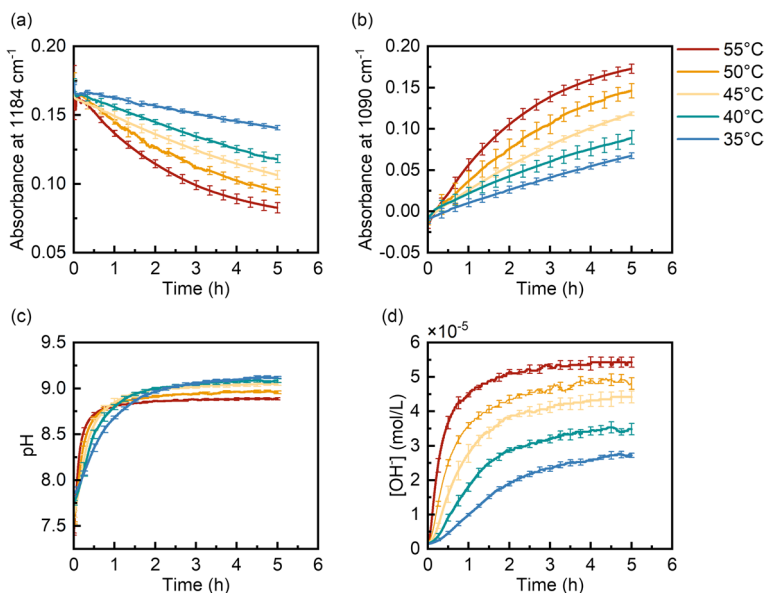 (a)
0.20
0.15
0.10
0.05
Absorbance at 1184 cm⁻¹
0 1 2 3 4 5 6
Time (h)
(b)
0.20
0.15
0.10
0.05
0.00
-0.05
Absorbance at 1090 cm⁻¹
0 1 2 3 4 5 6
Time (h)
55°C
50°C
45°C
40°C
35°C
(c)
9.5
9.0
8.5
8.0
7.5
pH
0 1 2 3 4 5 6
Time (h)
(d)
×10⁻⁵
6
5
4
3
2
1
0
[OH⁻] (mol/L)
0 1 2 3 4 5 6
Time (h)